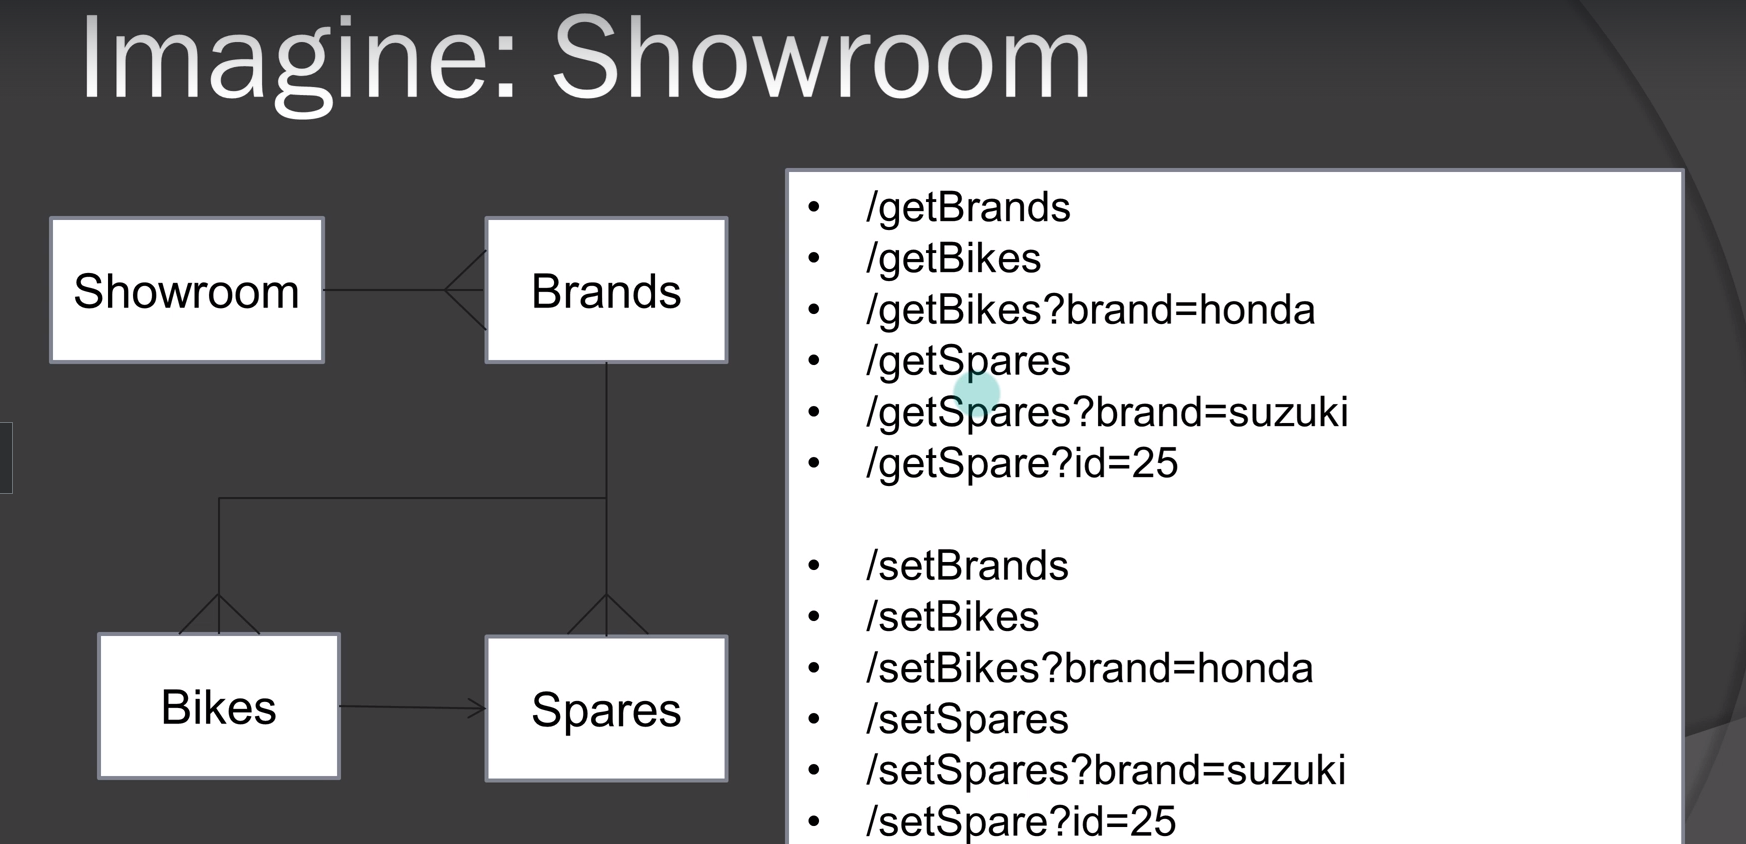 Imagine: Showroom
Showroom
Brands
Bikes
Spares
• /getBrands
• /getBikes
• /getBikes?brand=honda
• /getSpares
• /getSpares?brand=suzuki
• /getSpare?id=25
• /setBrands
• /setBikes
• /setBikes?brand=honda
• /setSpares
• /setSpares?brand=suzuki
• /setSpare?id=25